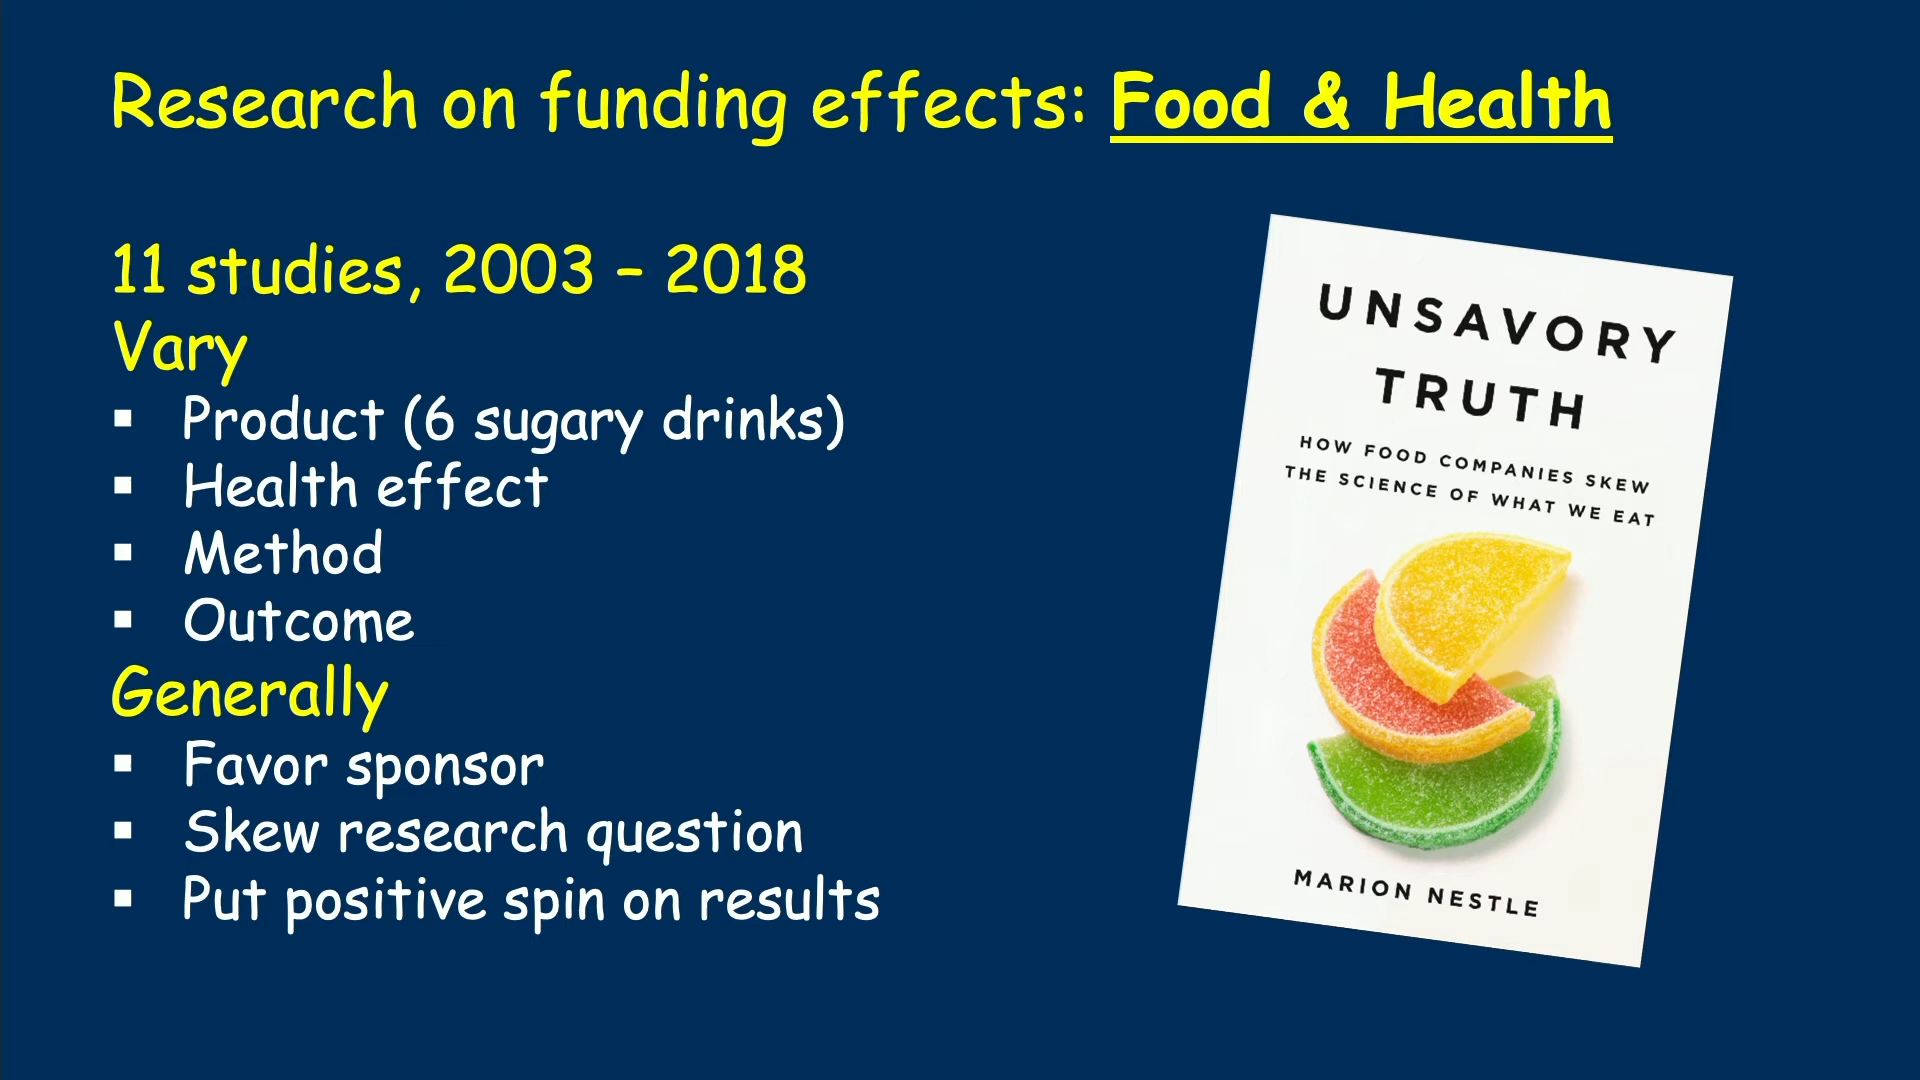 Research on funding effects: Food & Health
11 studies, 2003 – 2018
Vary
▪ Product (6 sugary drinks)
▪ Health effect
▪ Method
▪ Outcome
Generally
▪ Favor sponsor
▪ Skew research question
▪ Put positive spin on results
UNSAVORY
TRUTH
HOW FOOD COMPANIES SKEW
THE SCIENCE OF WHAT WE EAT
MARION NESTLE